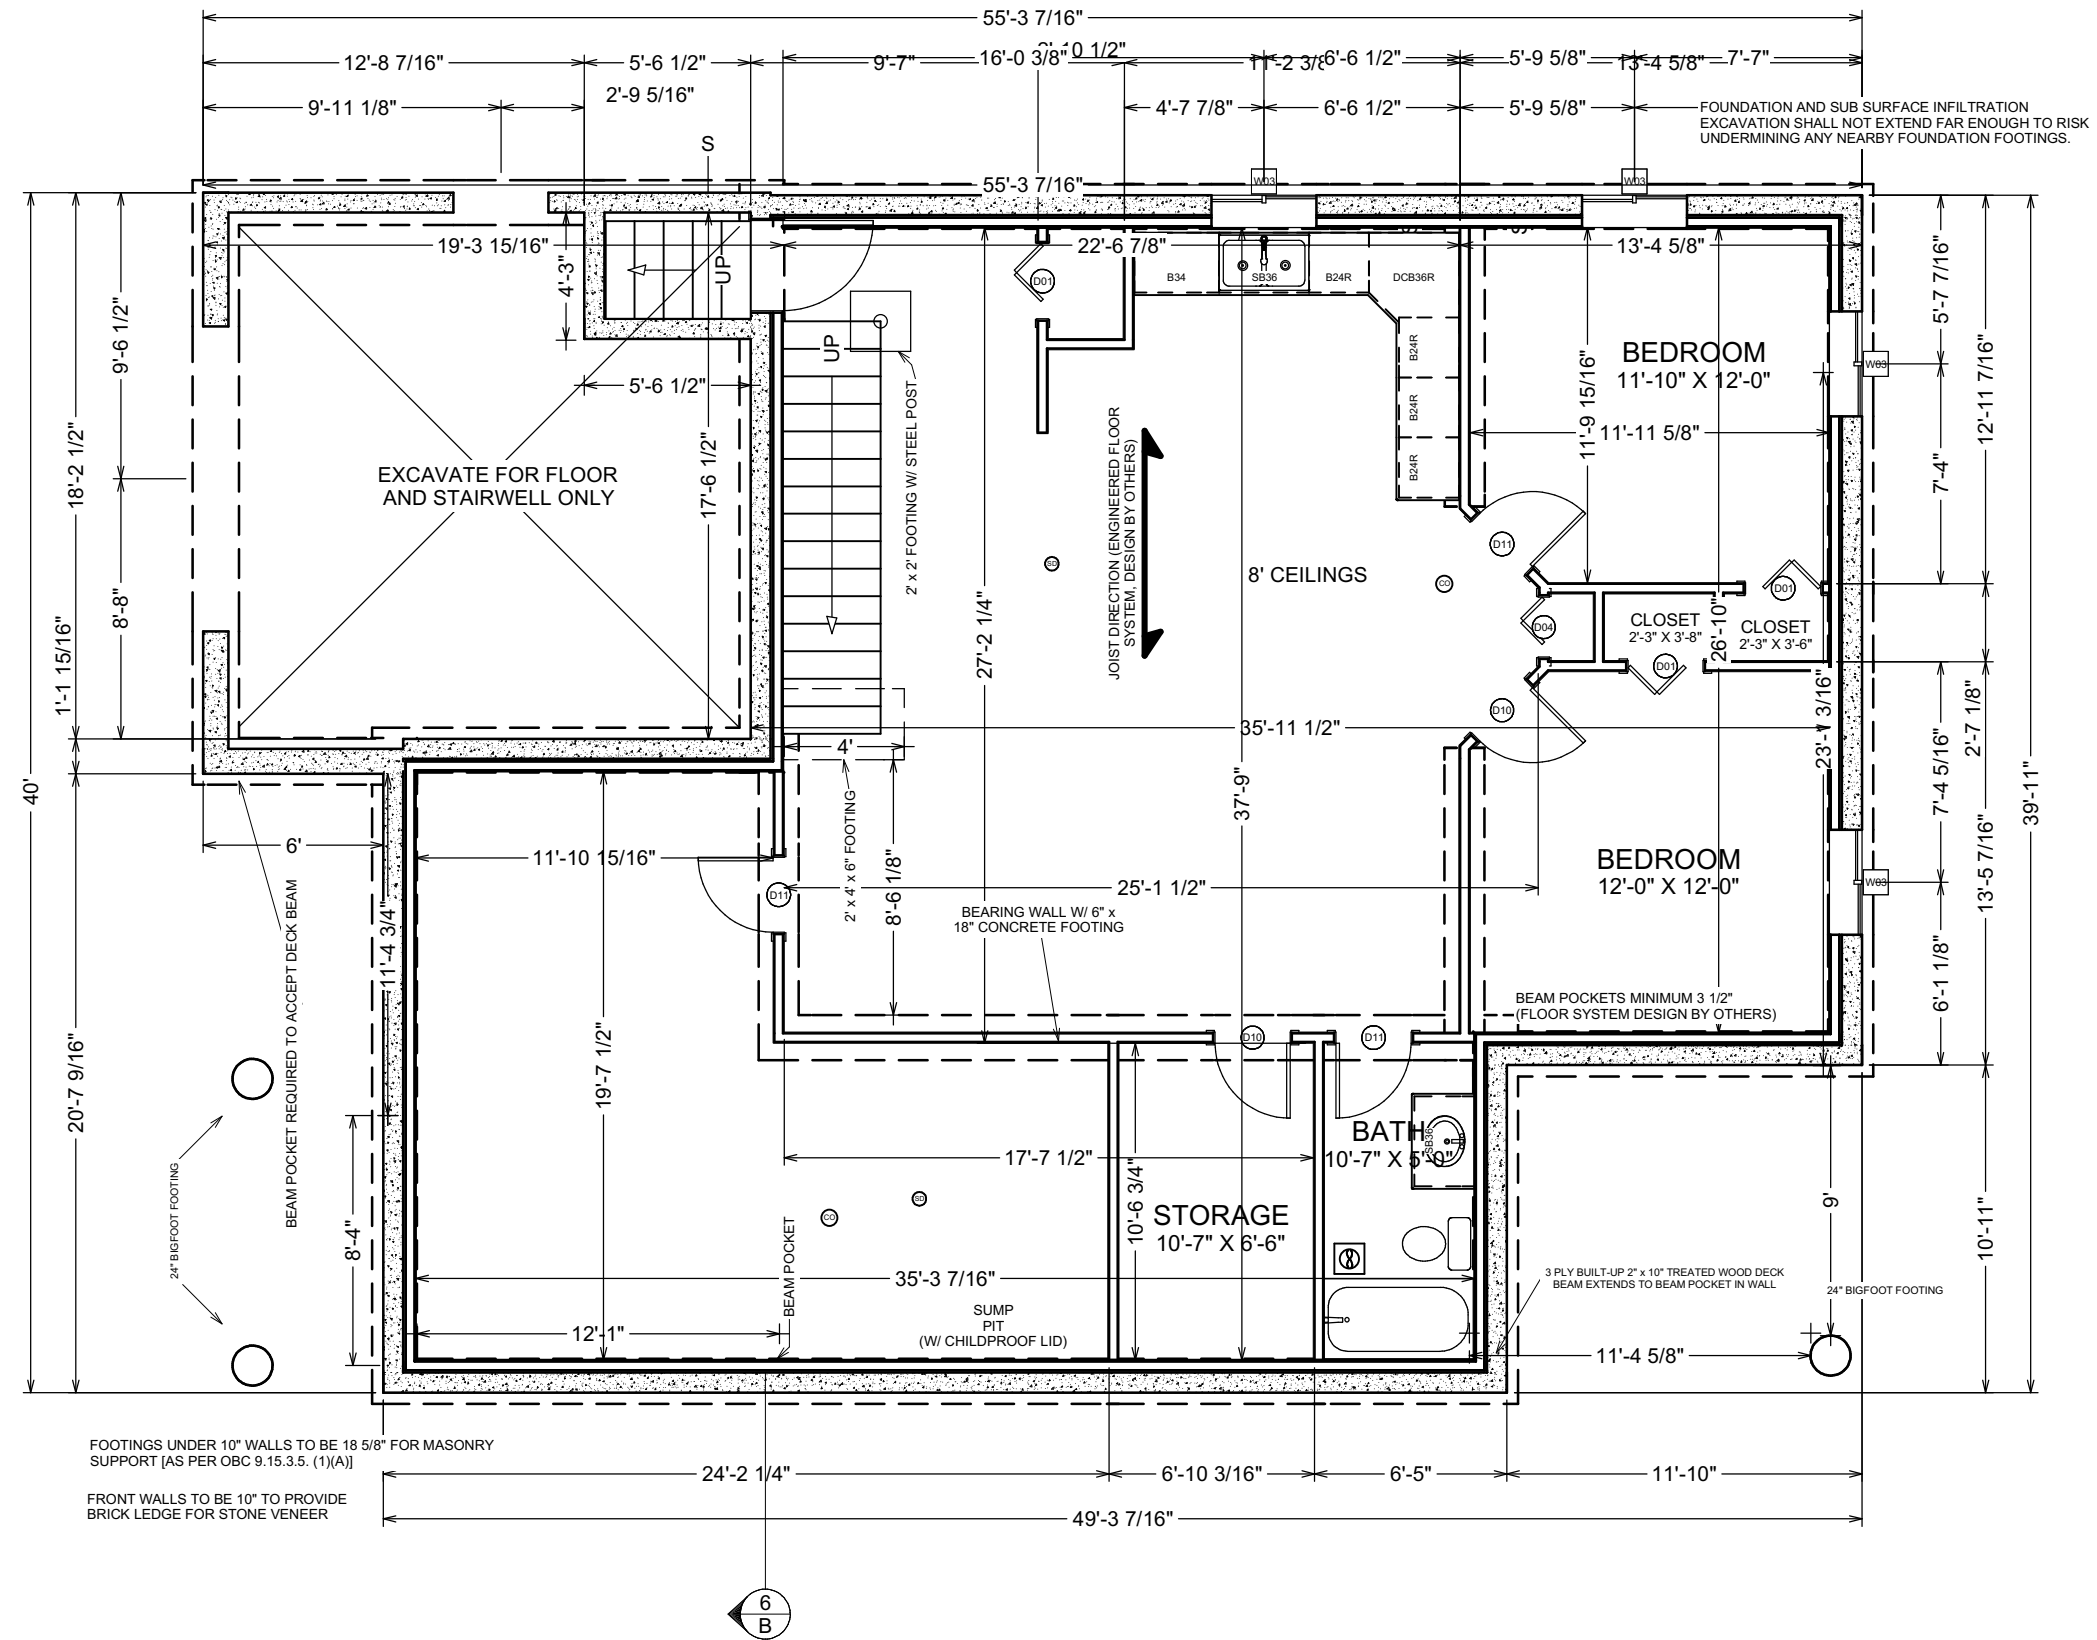 55'-3 7/16"
12'-8 7/16"
5'-6 1/2"
9'-7"
16'-0 3/8"
10 1/2"
11'-2 3/8
6'-6 1/2"
5'-9 5/8"
13'-4 5/8"
7'-7"
9'-11 1/8"
2'-9 5/16"
4'-7 7/8"
6'-6 1/2"
5'-9 5/8"
FOUNDATION AND SUB SURFACE INFILTRATION
EXCAVATION SHALL NOT EXTEND FAR ENOUGH TO RISK
UNDERMINING ANY NEARBY FOUNDATION FOOTINGS.
S
55'-3 7/16"
W03
W03
19'-3 15/16"
22'-6 7/8"
13'-4 5/8"
4'-3"
UP
D01
B34
SB36
B24R
DCB36R
B24R
B24R
B24R
5'-7 7/16"
9'-6 1/2"
UP
BEDROOM
11'-10" X 12'-0"
W03
5'-6 1/2"
12'-11 7/16"
11'-9 15/16"
11'-11 5/8"
18'-2 1/2"
17'-6 1/2"
EXCAVATE FOR FLOOR
AND STAIRWELL ONLY
2' x 2' FOOTING W/ STEEL POST
JOIST DIRECTION (ENGINEERED FLOOR
SYSTEM, DESIGN BY OTHERS)
7'-4"
D11
SD
8' CEILINGS
CO
D01
8'-8"
1'-1 15/16"
27'-2 1/4"
D04
CLOSET
2'-3" X 3'-8"
26'-10"
CLOSET
2'-3" X 3'-6"
D01
D10
35'-11 1/2"
23'-1 3/16"
2'-7 1/8"
4'
40'
37'-9"
7'-4 5/16"
39'-11"
6'
11'-10 15/16"
2' x 4' x 6" FOOTING
8'-6 1/8"
D11
25'-1 1/2"
BEDROOM
12'-0" X 12'-0"
W03
13'-5 7/16"
BEARING WALL W/ 6" x
18" CONCRETE FOOTING
11'-4 3/4"
BEAM POCKET REQUIRED TO ACCEPT DECK BEAM
6'-1 1/8"
BEAM POCKETS MINIMUM 3 1/2"
(FLOOR SYSTEM DESIGN BY OTHERS)
D10
D11
20'-7 9/16"
19'-7 1/2"
BATH
10'-7" X 5'-0"
SB36
17'-7 1/2"
10'-6 3/4"
24" BIGFOOT FOOTING
SD
CO
STORAGE
10'-7" X 6'-6"
9'
10'-11"
8'-4"
BEAM POCKET
35'-3 7/16"
3 PLY BUILT-UP 2" x 10" TREATED WOOD DECK
BEAM EXTENDS TO BEAM POCKET IN WALL
24" BIGFOOT FOOTING
SUMP
PIT
(W/ CHILDPROOF LID)
12'-1"
11'-4 5/8"
FOOTINGS UNDER 10" WALLS TO BE 18 5/8" FOR MASONRY
SUPPORT [AS PER OBC 9.15.3.5. (1)(A)]
24'-2 1/4"
6'-10 3/16"
6'-5"
11'-10"
FRONT WALLS TO BE 10" TO PROVIDE
BRICK LEDGE FOR STONE VENEER
49'-3 7/16"
6
B